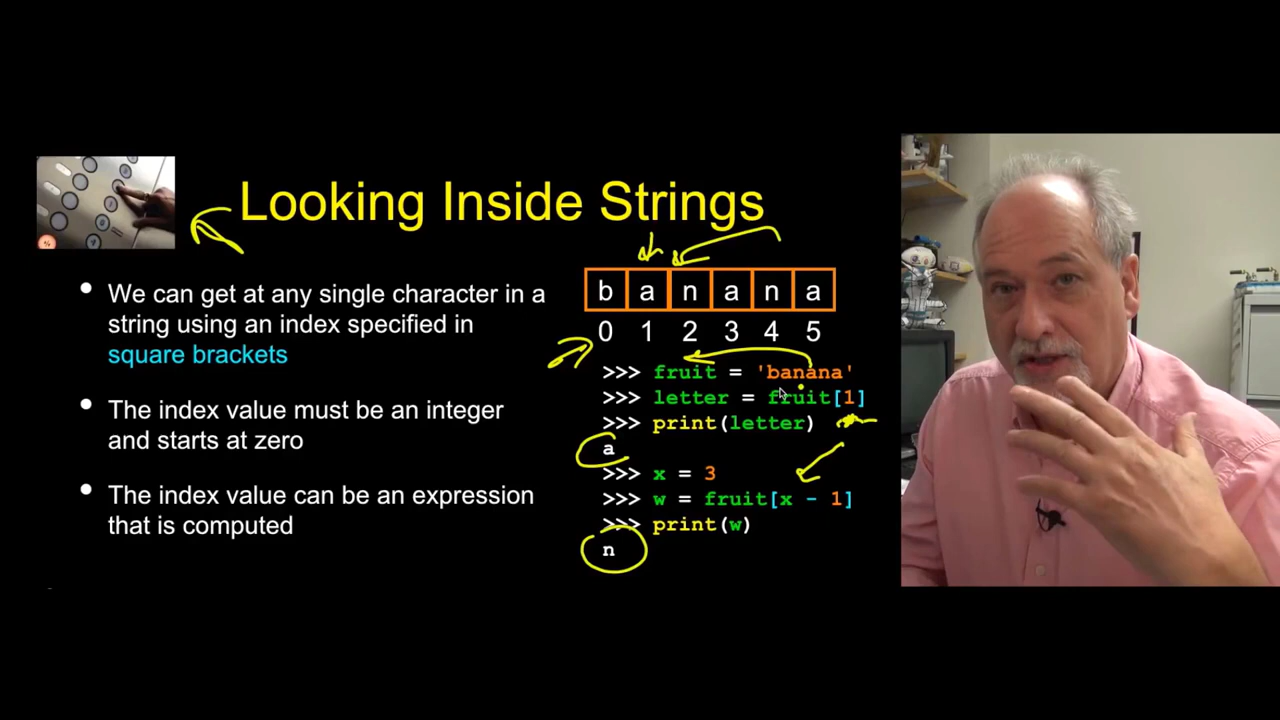 Looking Inside Strings
We can get at any single character in a
string using an index specified in
square brackets
The index value must be an integer
and starts at zero
The index value can be an expression
that is computed
b a n a n a
0 1 2 3 4 5
>>> fruit = 'banana'
>>> letter = fruit[1]
>>> print(letter)
a
>>> x = 3
>>> w = fruit[x - 1]
>>> print(w)
n